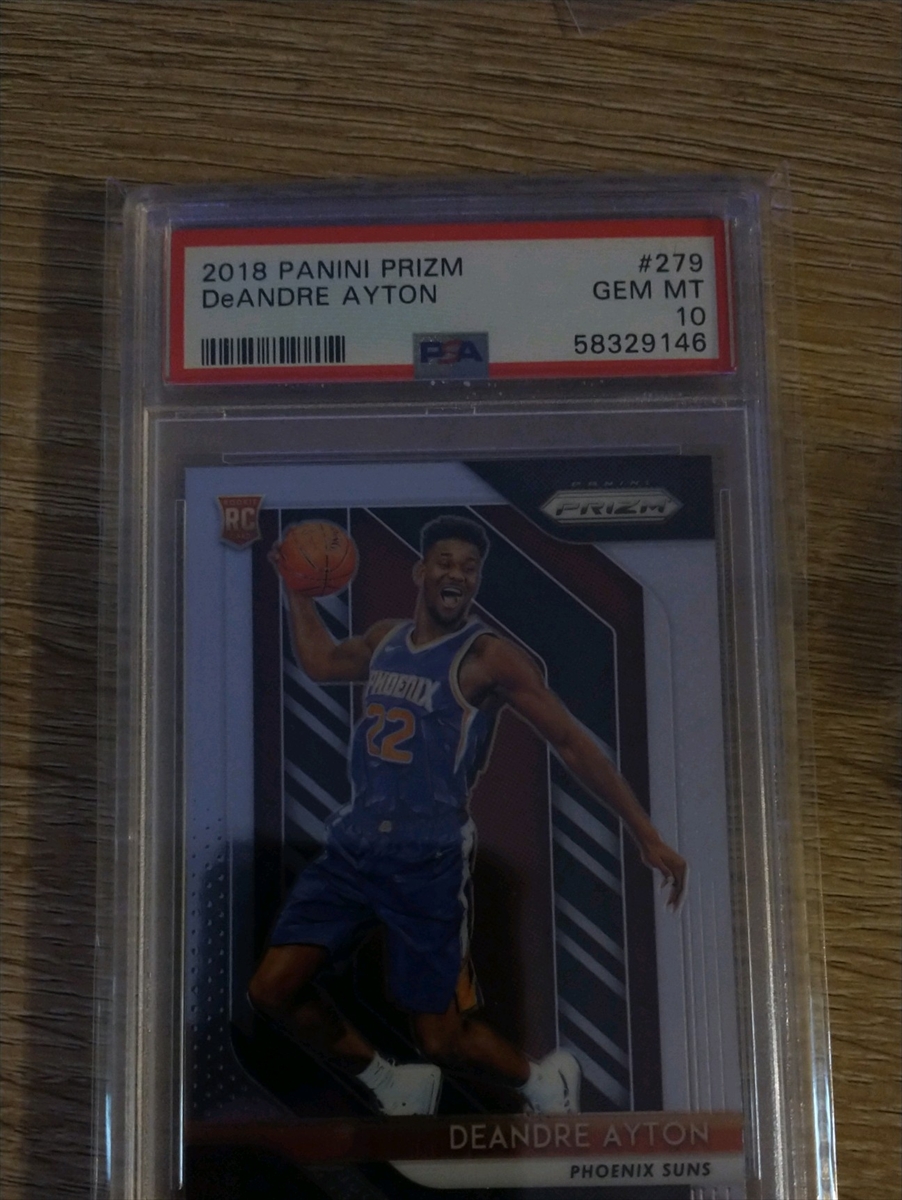 2018 PANINI PRIZM
#279
DeANDRE AYTON
GEM MT
10
PSA
58329146
PANINI
PRIZM
ROOKIE
RC
PHOENIX
22
DEANDRE AYTON
PHOENIX SUNS